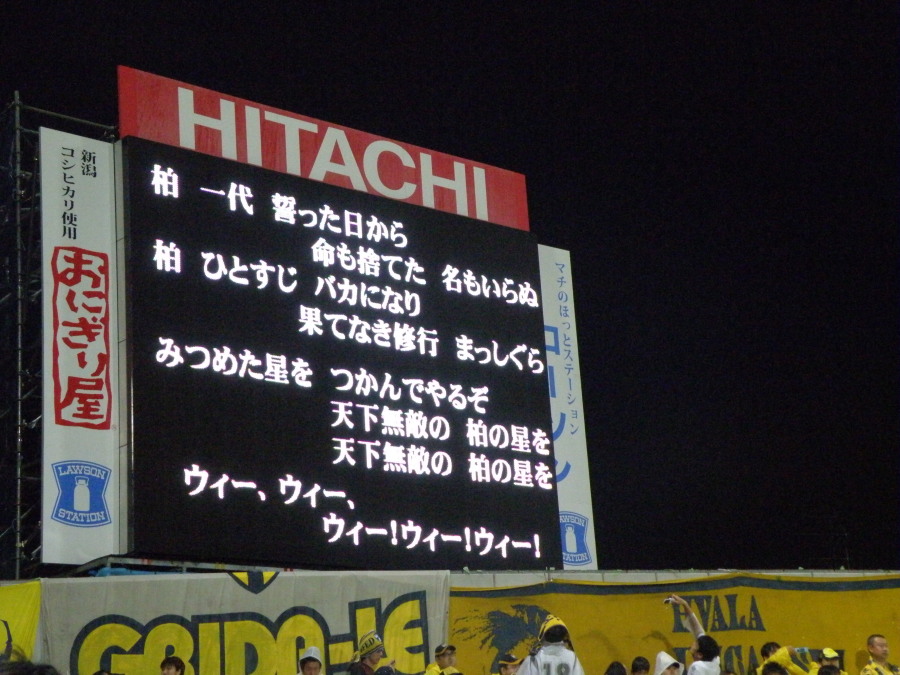 HITACHI
新潟
コシヒカリ使用
おにぎり屋
LAWSON
STATION
柏 一代 誓った日から
命も捨てた 名もいらぬ
柏 ひとすじ バカになり
果てなき修行 まっしぐら
みつめた星を つかんでやるぞ
天下無敵の 柏の星を
天下無敵の 柏の星を
ウィー、ウィー、
ウィー!ウィー!ウィー!
マチのほっとステーション
ローソン
LAWSON
STATION
18